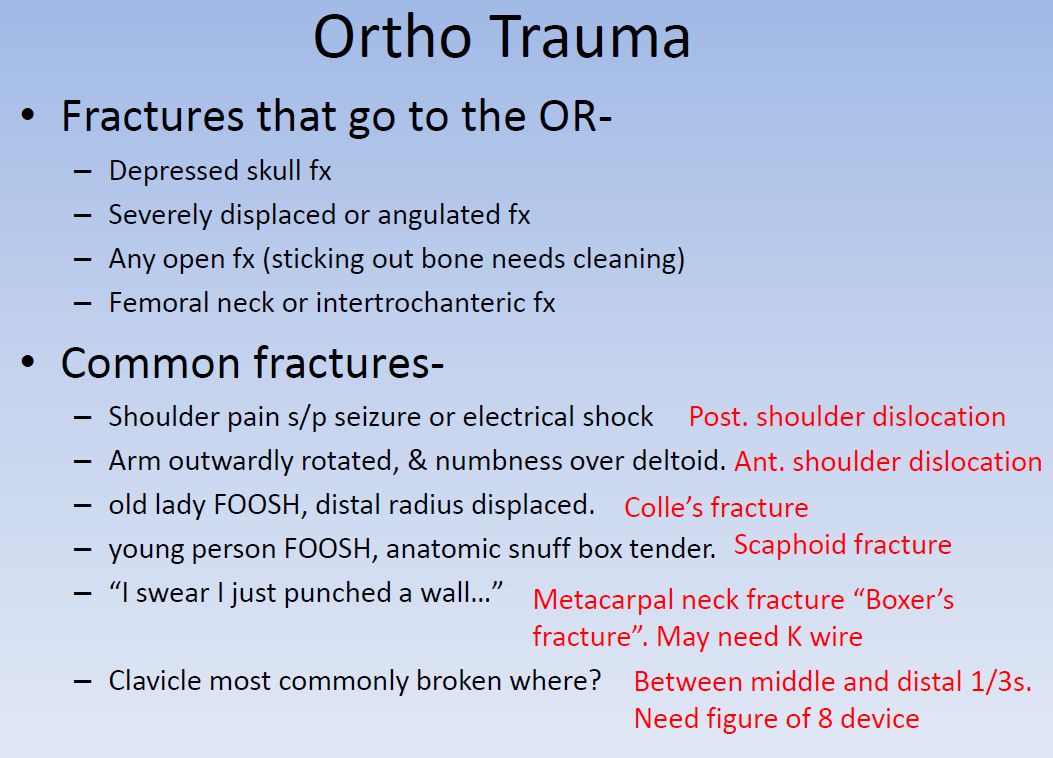 Ortho Trauma
• Fractures that go to the OR-
– Depressed skull fx
– Severely displaced or angulated fx
– Any open fx (sticking out bone needs cleaning)
– Femoral neck or intertrochanteric fx
• Common fractures-
– Shoulder pain s/p seizure or electrical shock Post. shoulder dislocation
– Arm outwardly rotated, & numbness over deltoid. Ant. shoulder dislocation
– old lady FOOSH, distal radius displaced. Colle’s fracture
– young person FOOSH, anatomic snuff box tender. Scaphoid fracture
– “I swear I just punched a wall…” Metacarpal neck fracture “Boxer’s
fracture”. May need K wire
– Clavicle most commonly broken where? Between middle and distal 1/3s.
Need figure of 8 device